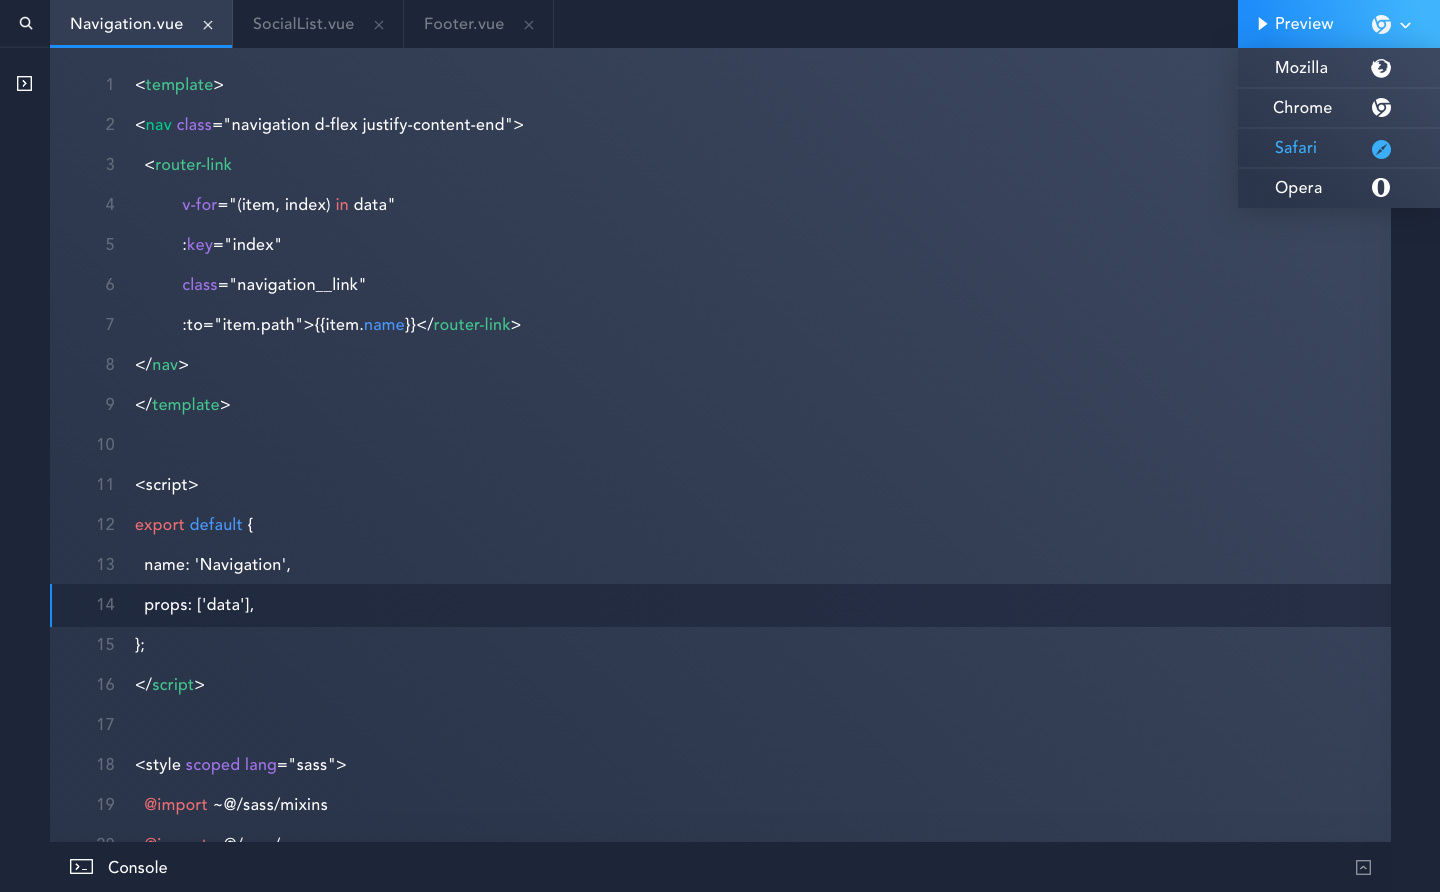 Navigation.vue SocialList.vue Footer.vue Preview
Mozilla
Chrome
Safari
Opera
1 <template>
2 <nav class="navigation d-flex justify-content-end">
3 <router-link
4 v-for="(item, index) in data"
5 :key="index"
6 class="navigation__link"
7 :to="item.path">{{item.name}}</router-link>
8 </nav>
9 </template>
10
11 <script>
12 export default {
13 name: 'Navigation',
14 props: ['data'],
15 };
16 </script>
17
18 <style scoped lang="sass">
19 @import ~@/sass/mixins
Console